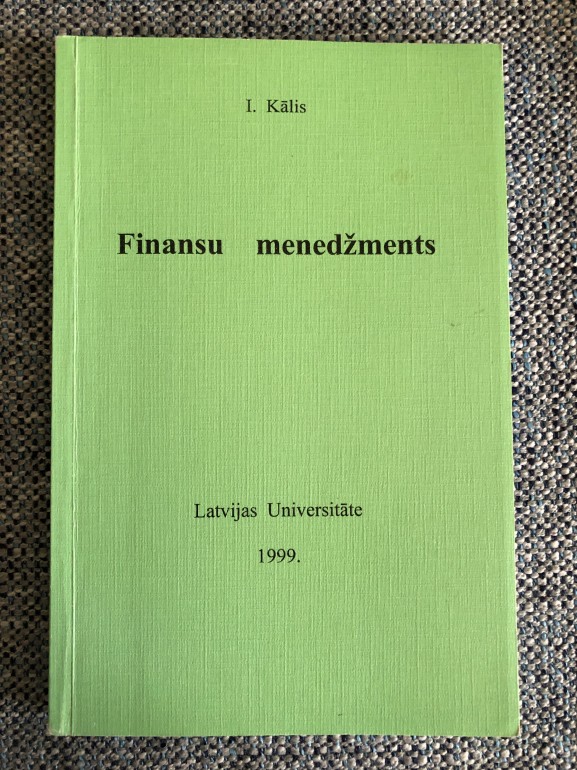 I. Kālis
Finansu menedžments
Latvijas Universitāte
1999.